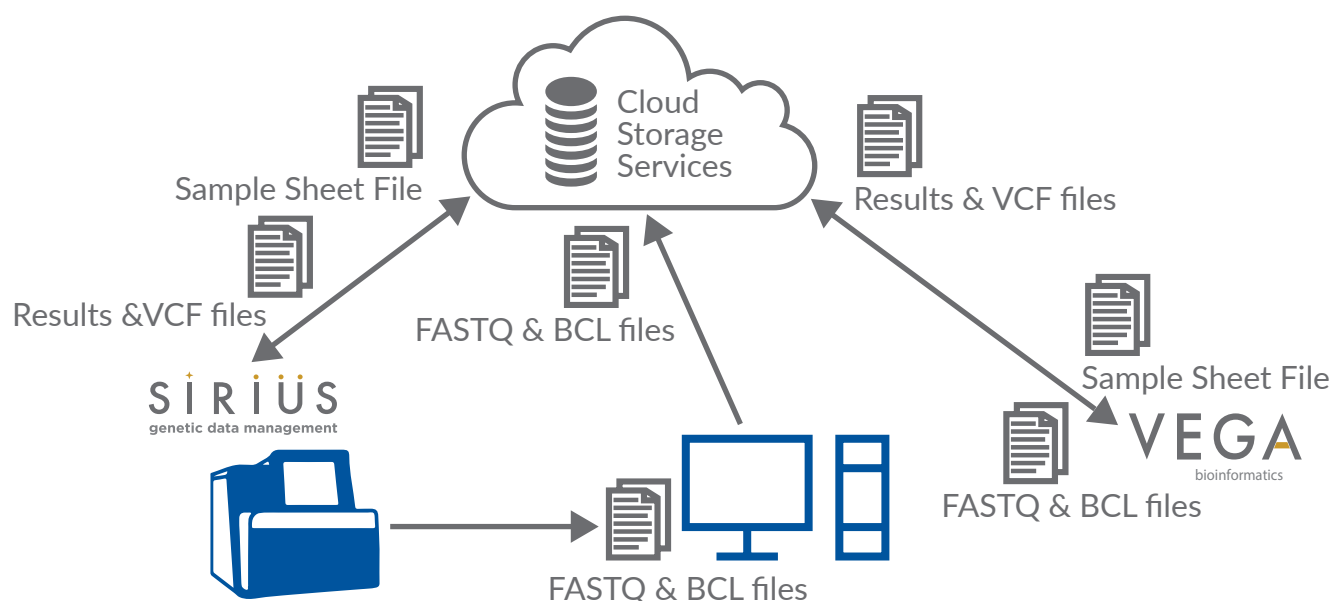 Cloud
Storage
Services
Sample Sheet File
Results & VCF files
Results &VCF files
FASTQ & BCL files
Sample Sheet File
SIRIÜS
genetic data management
VEGA
bioinformatics
FASTQ & BCL files
FASTQ & BCL files